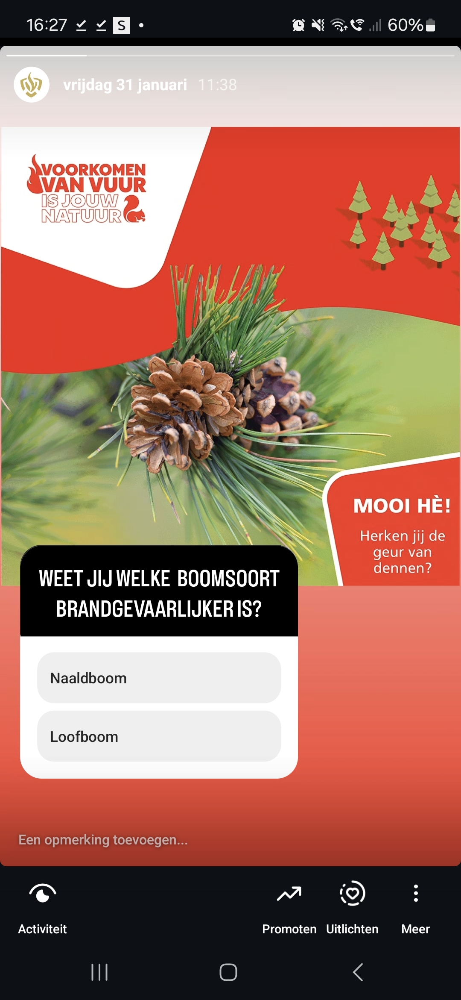 16:27
S
60%
vrijdag 31 januari 11:38
VOORKOMEN
VAN VUUR
IS JOUW
NATUUR
MOOI HÈ!
Herken jij de
geur van
dennen?
WEET JIJ WELKE BOOMSOORT
BRANDGEVAARLIJKER IS?
Naaldboom
Loofboom
Een opmerking toevoegen...
Activiteit
Promoten
Uitlichten
Meer